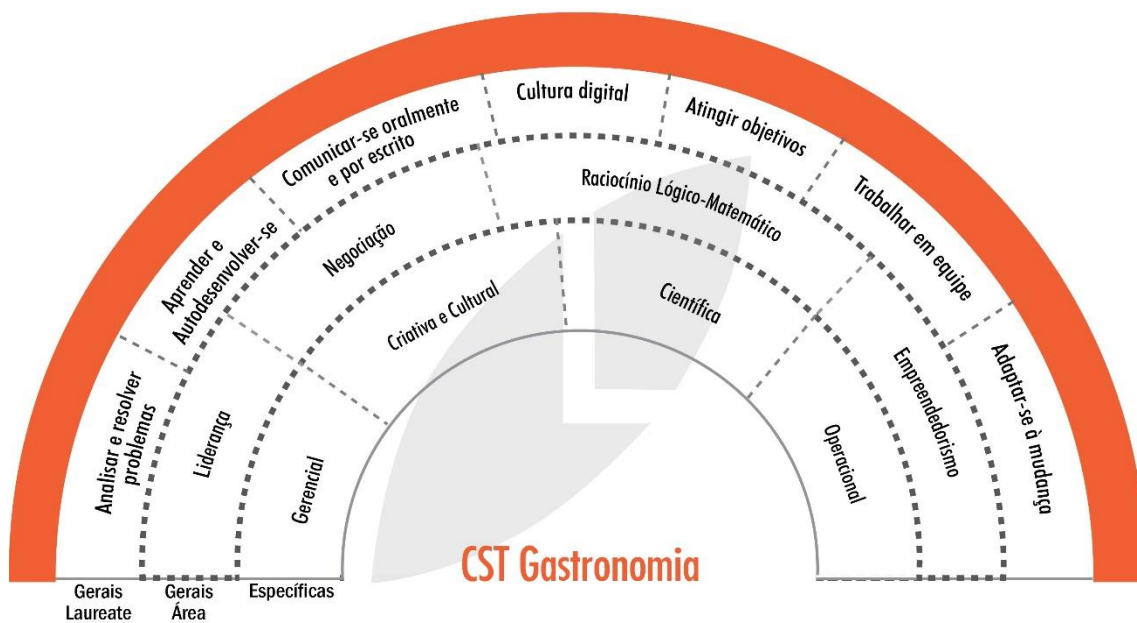 Analisar e resolver
problemas
Aprender e
Autodesenvolver-se
Comunicar-se oralmente
e por escrito
Cultura digital
Atingir objetivos
Trabalhar em equipe
Adaptar-se à mudança
Liderança
Negociação
Raciocínio Lógico-Matemático
Empreendedorismo
Gerencial
Criativa e Cultural
Científica
Operacional
CST Gastronomia
Gerais
Laureate
Gerais
Área
Específicas